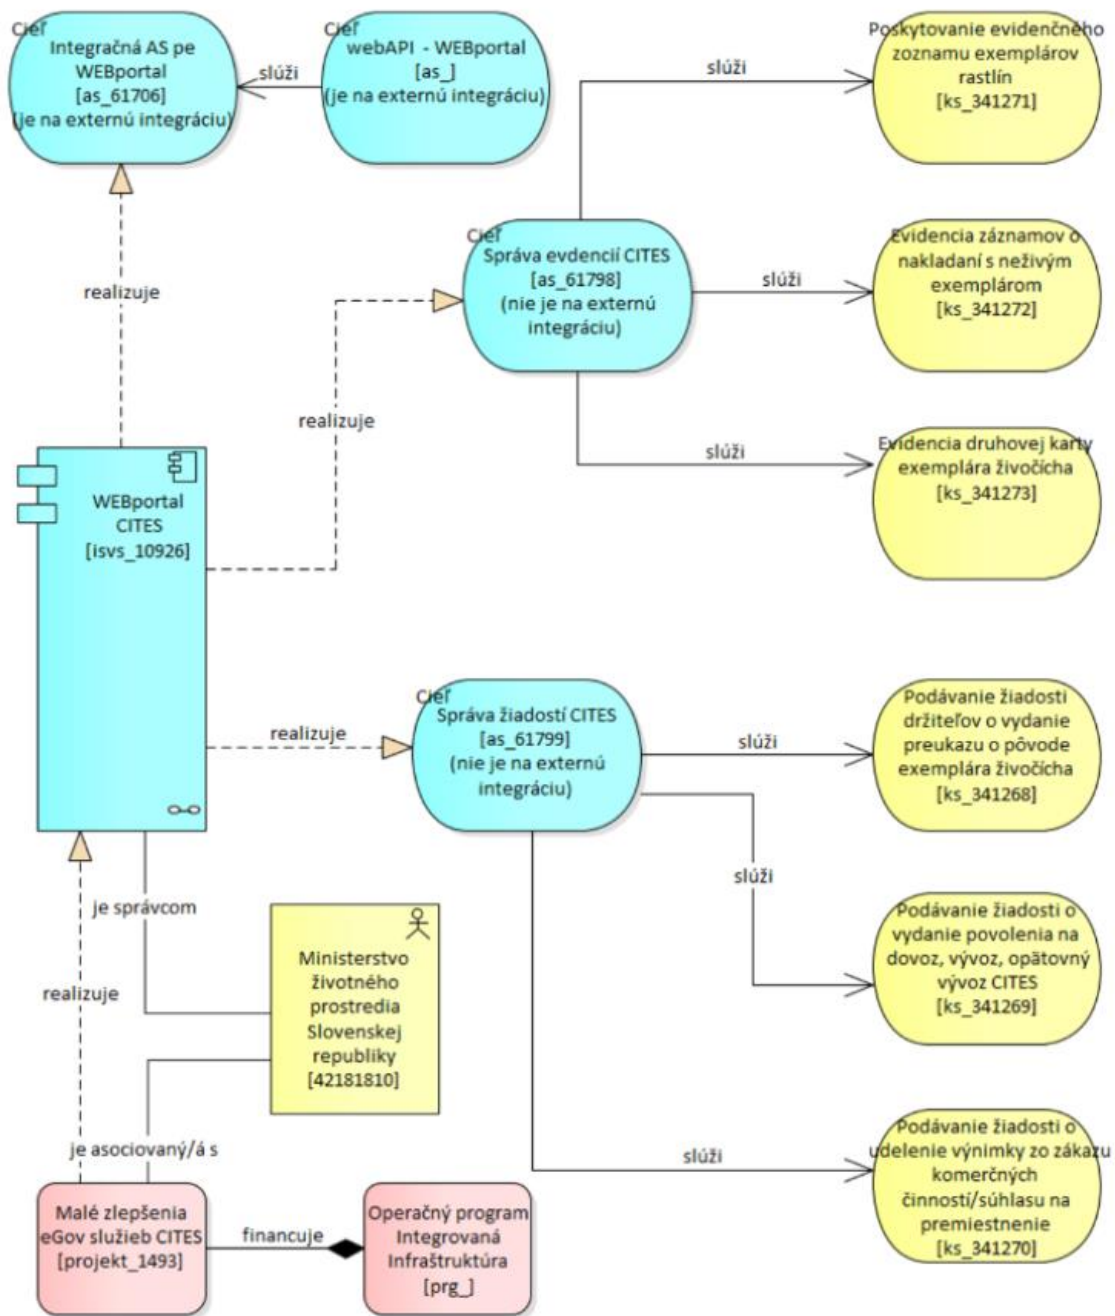 Cieľ
Integračná AS pe
WEBportal
[as_61706]
(je na externú integráciu)
slúži
webAPI - WEBportal
[as_]
(je na externú integráciu)
slúži
Poskytovanie evidenčného
zoznamu exemplárov
rastlín
[ks_341271]
realizuje
Cieľ
Správa evdencií CITES
[as_61798]
(nie je na externú
integráciu)
slúži
Evidencia záznamov o
nakladaní s neživým
exemplárom
[ks_341272]
realizuje
slúži
Evidencia druhovej karty
exemplára živočícha
[ks_341273]
WEBportal
CITES
[isvs_10926]
realizuje
Cieľ
Správa žiadostí CITES
[as_61799]
(nie je na externú
integráciu)
slúži
Podávanie žiadosti
držiteľov o vydanie
preukazu o pôvode
exemplára živočícha
[ks_341268]
slúži
Podávanie žiadosti o
vydanie povolenia na
dovoz, vývoz, opätovný
vývoz CITES
[ks_341269]
je správcom
realizuje
Ministerstvo
životného
prostredia
Slovenskej
republiky
[42181810]
je asociovaný/á s
slúži
Podávanie žiadosti o
udelenie výnimky zo zákazu
komerčných
činností/súhlasu na
premiestnenie
[ks_341270]
Malé zlepšenia
eGov služieb CITES
[projekt_1493]
financuje
Operačný program
Integrovaná
Infraštruktúra
[prg_]